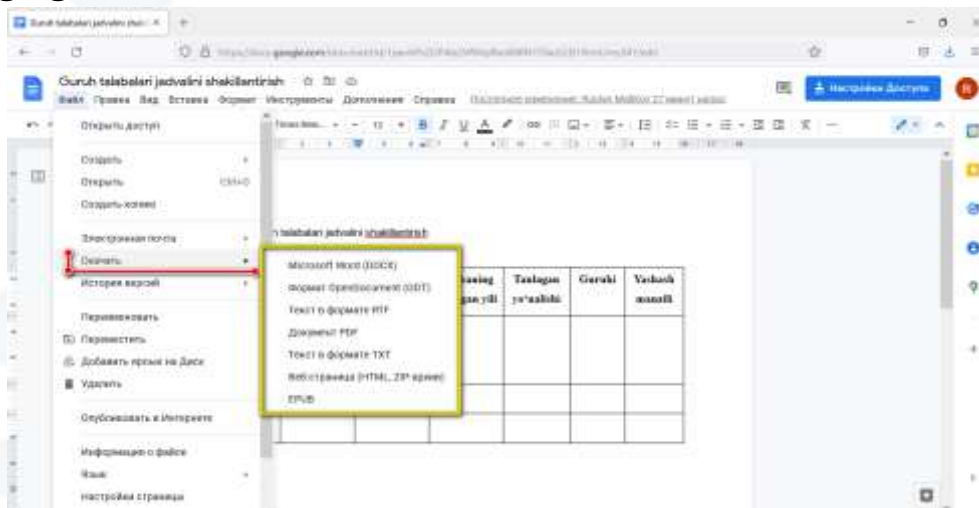 Guruh talabalari jadvalini shakillantirish
Файл Правка Вид Вставка Формат Инструменты Дополнения Справка
Настройки Доступа
Открыть доступ
Создать
Открыть Ctrl+O
Создать копию
Электронная почта
Скачать
История версий
Переименовать
Переместить
Добавить ярлык на Диск
Удалить
Опубликовать в Интернете
Информация о файле
Язык
Настройки страницы
Microsoft Word (DOCX)
Формат OpenDocument (ODT)
Текст в формате RTF
Документ PDF
Текст в формате TXT
Веб-страница (HTML, ZIP-архив)
EPUB
talabalari jadvalini shakillantirish
Tanlagan Guruhi Yashash
yili yo'nalishi manzili